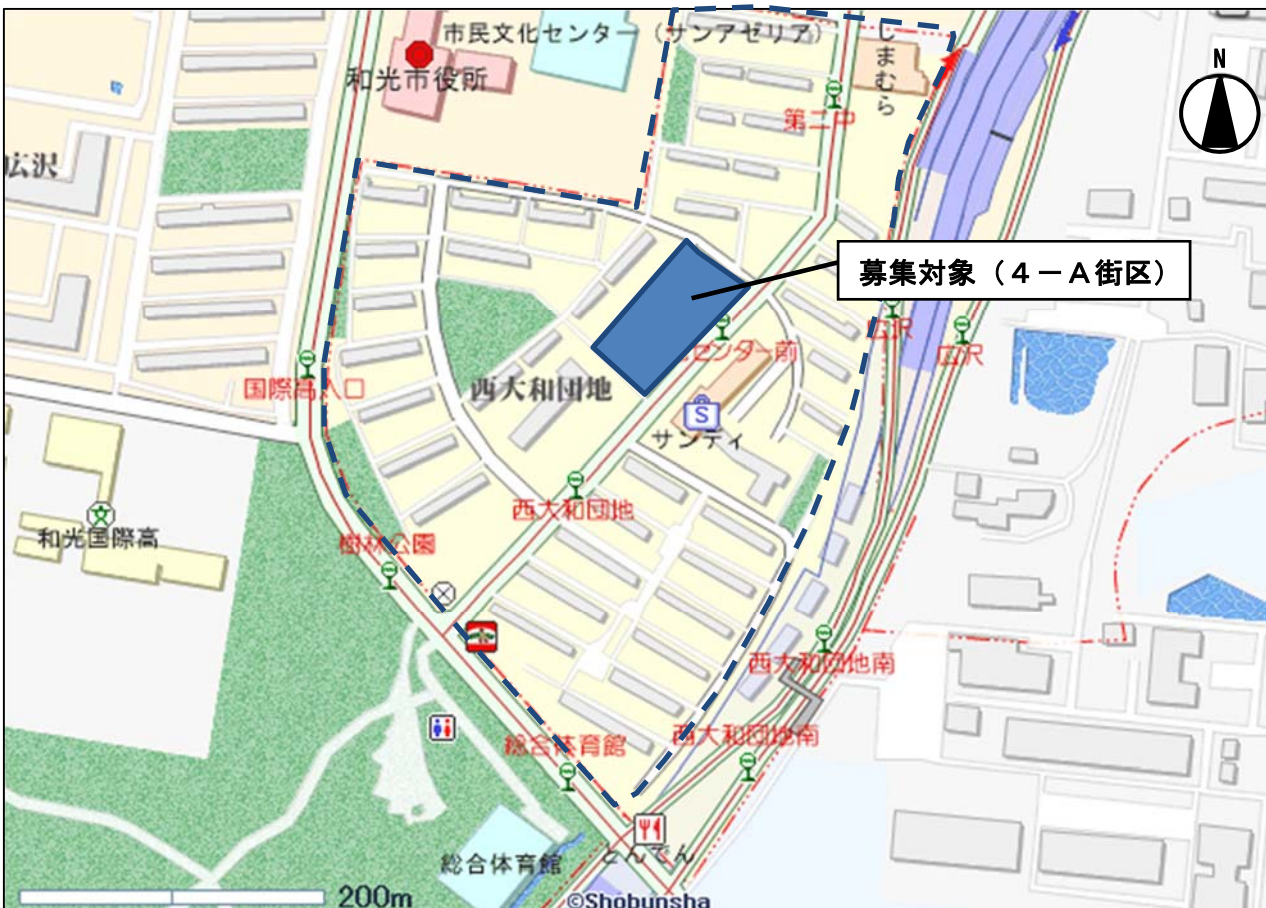 市民文化センター（サンアゼリア）
和光市役所
しまむら
N
第二中
広沢
募集対象（４－Ａ街区）
広沢
広沢
センター前
国際高入口
西大和団地
S
サンディ
西大和団地
和光国際高
文
樹林公園
西大和団地南
西大和団地南
総合体育館
とんでん
総合体育館
200m
©Shobunsha